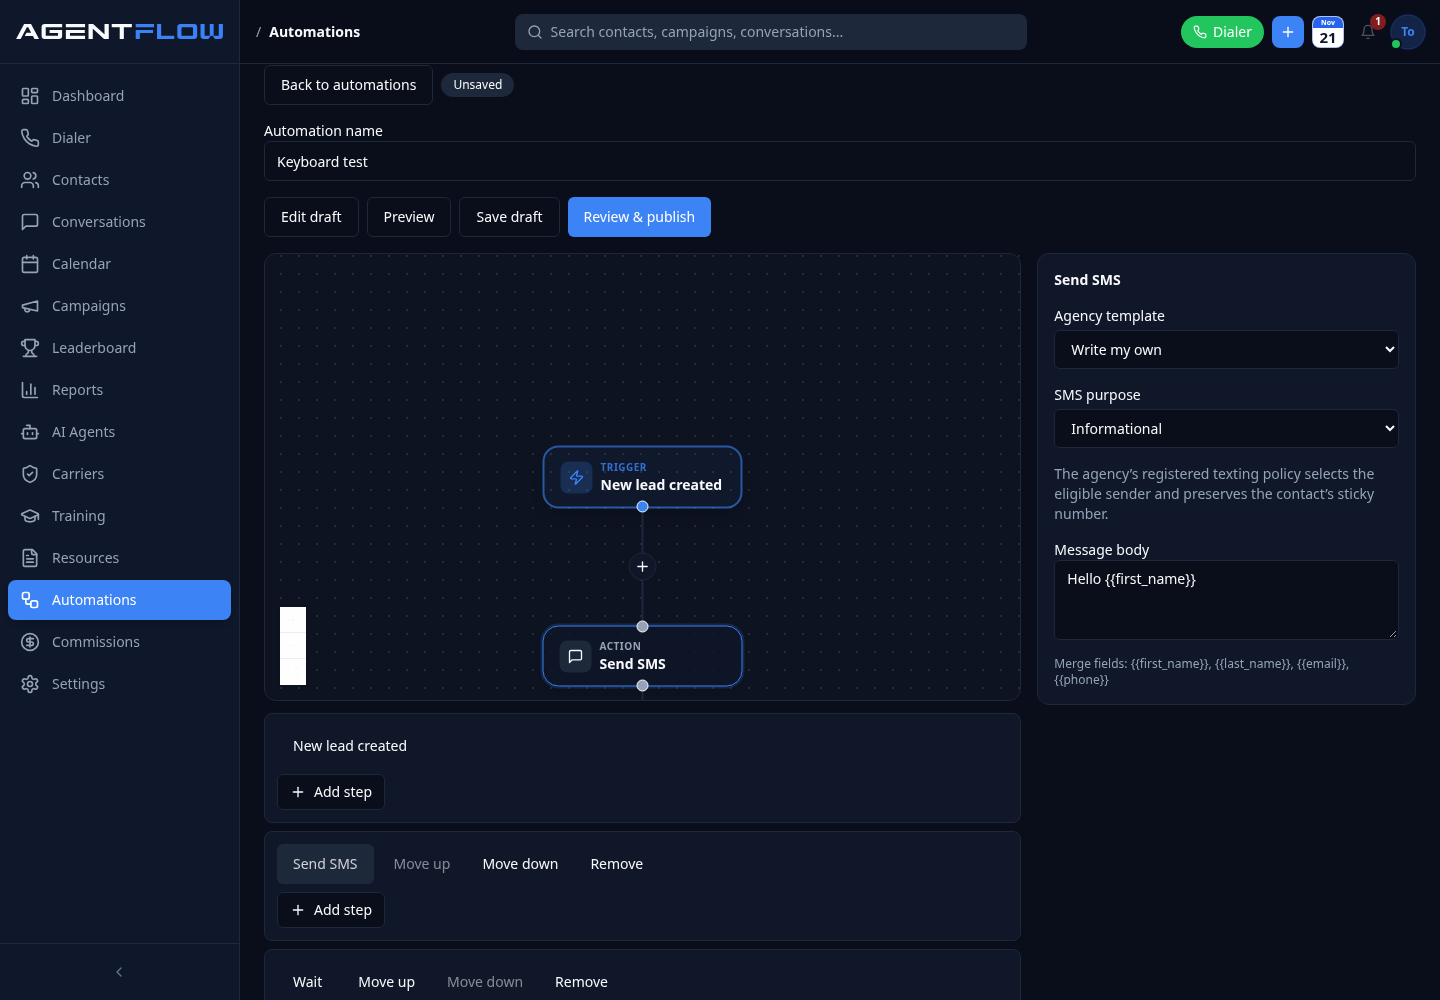 AGENTFLOW
/ Automations
Search contacts, campaigns, conversations...
Dialer
Nov
21
1
To
Dashboard
Dialer
Contacts
Conversations
Calendar
Campaigns
Leaderboard
Reports
AI Agents
Carriers
Training
Resources
Automations
Commissions
Settings
Back to automations
Unsaved
Automation name
Keyboard test
Edit draft
Preview
Save draft
Review & publish
TRIGGER
New lead created
ACTION
Send SMS
Send SMS
Agency template
Write my own
SMS purpose
Informational
The agency’s registered texting policy selects the
eligible sender and preserves the contact’s sticky
number.
Message body
Hello {{first_name}}
Merge fields: {{first_name}}, {{last_name}}, {{email}},
{{phone}}
New lead created
Add step
Send SMS
Move up
Move down
Remove
Add step
Wait
Move up
Move down
Remove